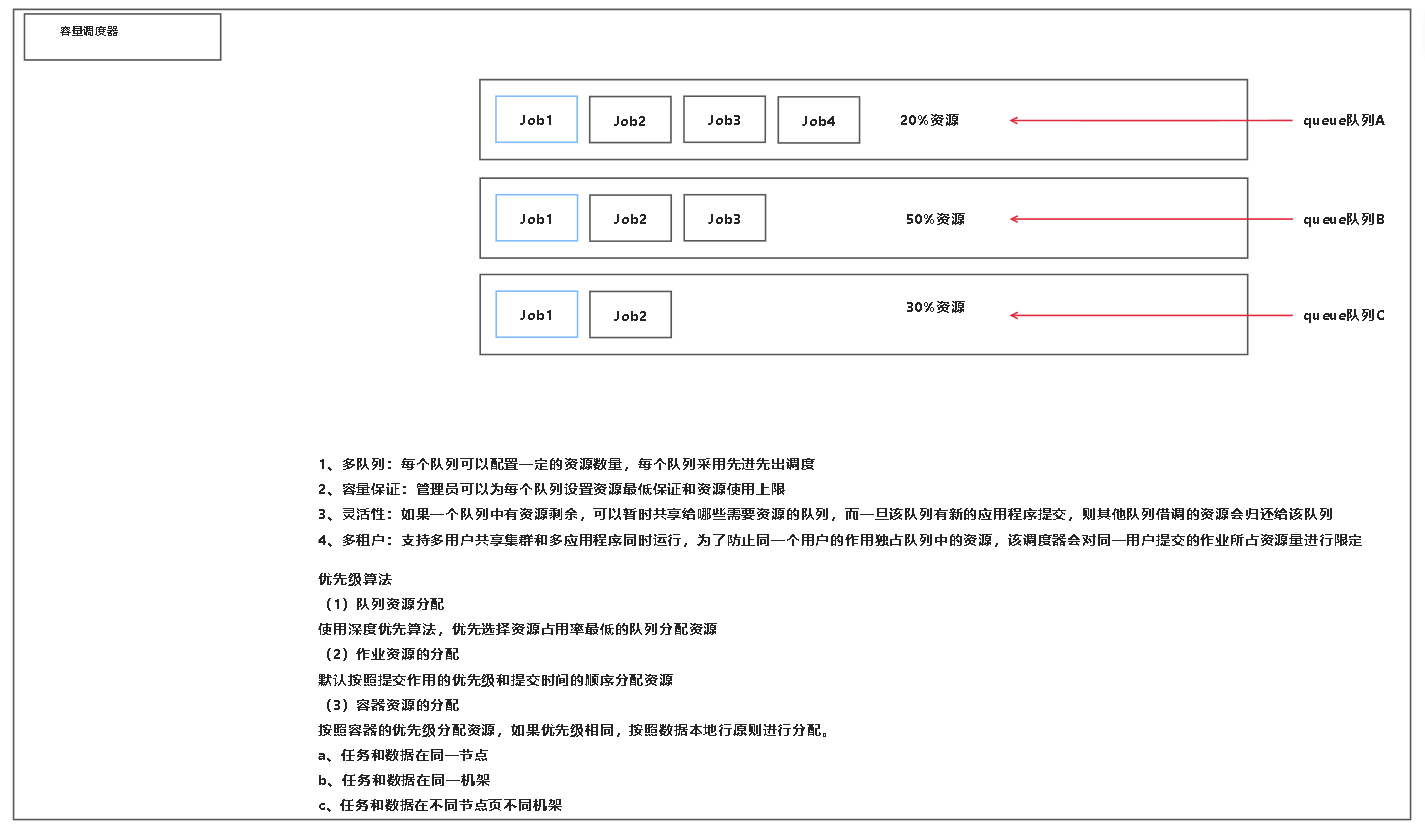 容量调度器
Job1 Job2 Job3 Job4 20%资源 queue队列A
Job1 Job2 Job3 50%资源 queue队列B
Job1 Job2 30%资源 queue队列C
1、多队列：每个队列可以配置一定的资源数量，每个队列采用先进先出调度
2、容量保证：管理员可以为每个队列设置资源最低保证和资源使用上限
3、灵活性：如果一个队列中有资源剩余，可以暂时共享给哪些需要资源的队列，而一旦该队列有新的应用程序提交，则其他队列借调的资源会归还给该队列
4、多租户：支持多用户共享集群和多应用程序同时运行，为了防止同一个用户的作用独占队列中的资源，该调度器会对同一用户提交的作业所占资源量进行限定
优先级算法
（1）队列资源分配
使用深度优先算法，优先选择资源占用率最低的队列分配资源
（2）作业资源的分配
默认按照提交作用的优先级和提交时间的顺序分配资源
（3）容器资源的分配
按照容器的优先级分配资源，如果优先级相同，按照数据本地行原则进行分配。
a、任务和数据在同一节点
b、任务和数据在同一机架
c、任务和数据在不同节点页不同机架